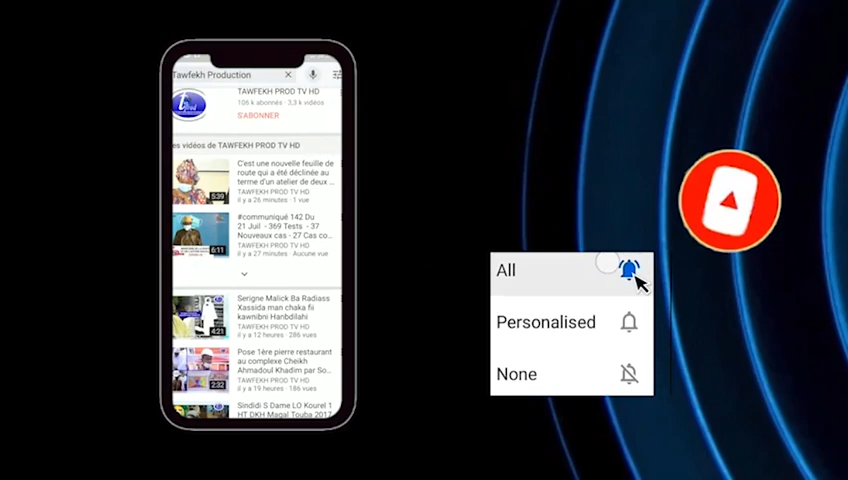 Tawfekh Production
TAWFEKH PROD TV HD
106 k abonnés · 3,3 k vidéos
S'ABONNER
es vidéos de TAWFEKH PROD TV HD
C'est une nouvelle feuille de
route qui a été déclinée au
terme d'un atelier de deux ...
TAWFEKH PROD TV HD
il y a 26 minutes · 1 vue
5:39
#communiqué 142 Du
21 Juil - 369 Tests - 37
Nouveaux cas - 27 Cas co...
TAWFEKH PROD TV HD
il y a 27 minutes · Aucune vue
6:11
Serigne Malick Ba Radiass
Xassida man chaka fii
kawnibni Hanbdilahi
TAWFEKH PROD TV HD
il y a 12 heures · 286 vues
4:21
Pose 1ère pierre restaurant
au complexe Cheikh
Ahmadoul Khadim par So...
TAWFEKH PROD TV HD
il y a 19 heures · 186 vues
2:32
Sindidi S Dame LO Kourel 1
HT DKH Magal Touba 2017
All
Personalised
None